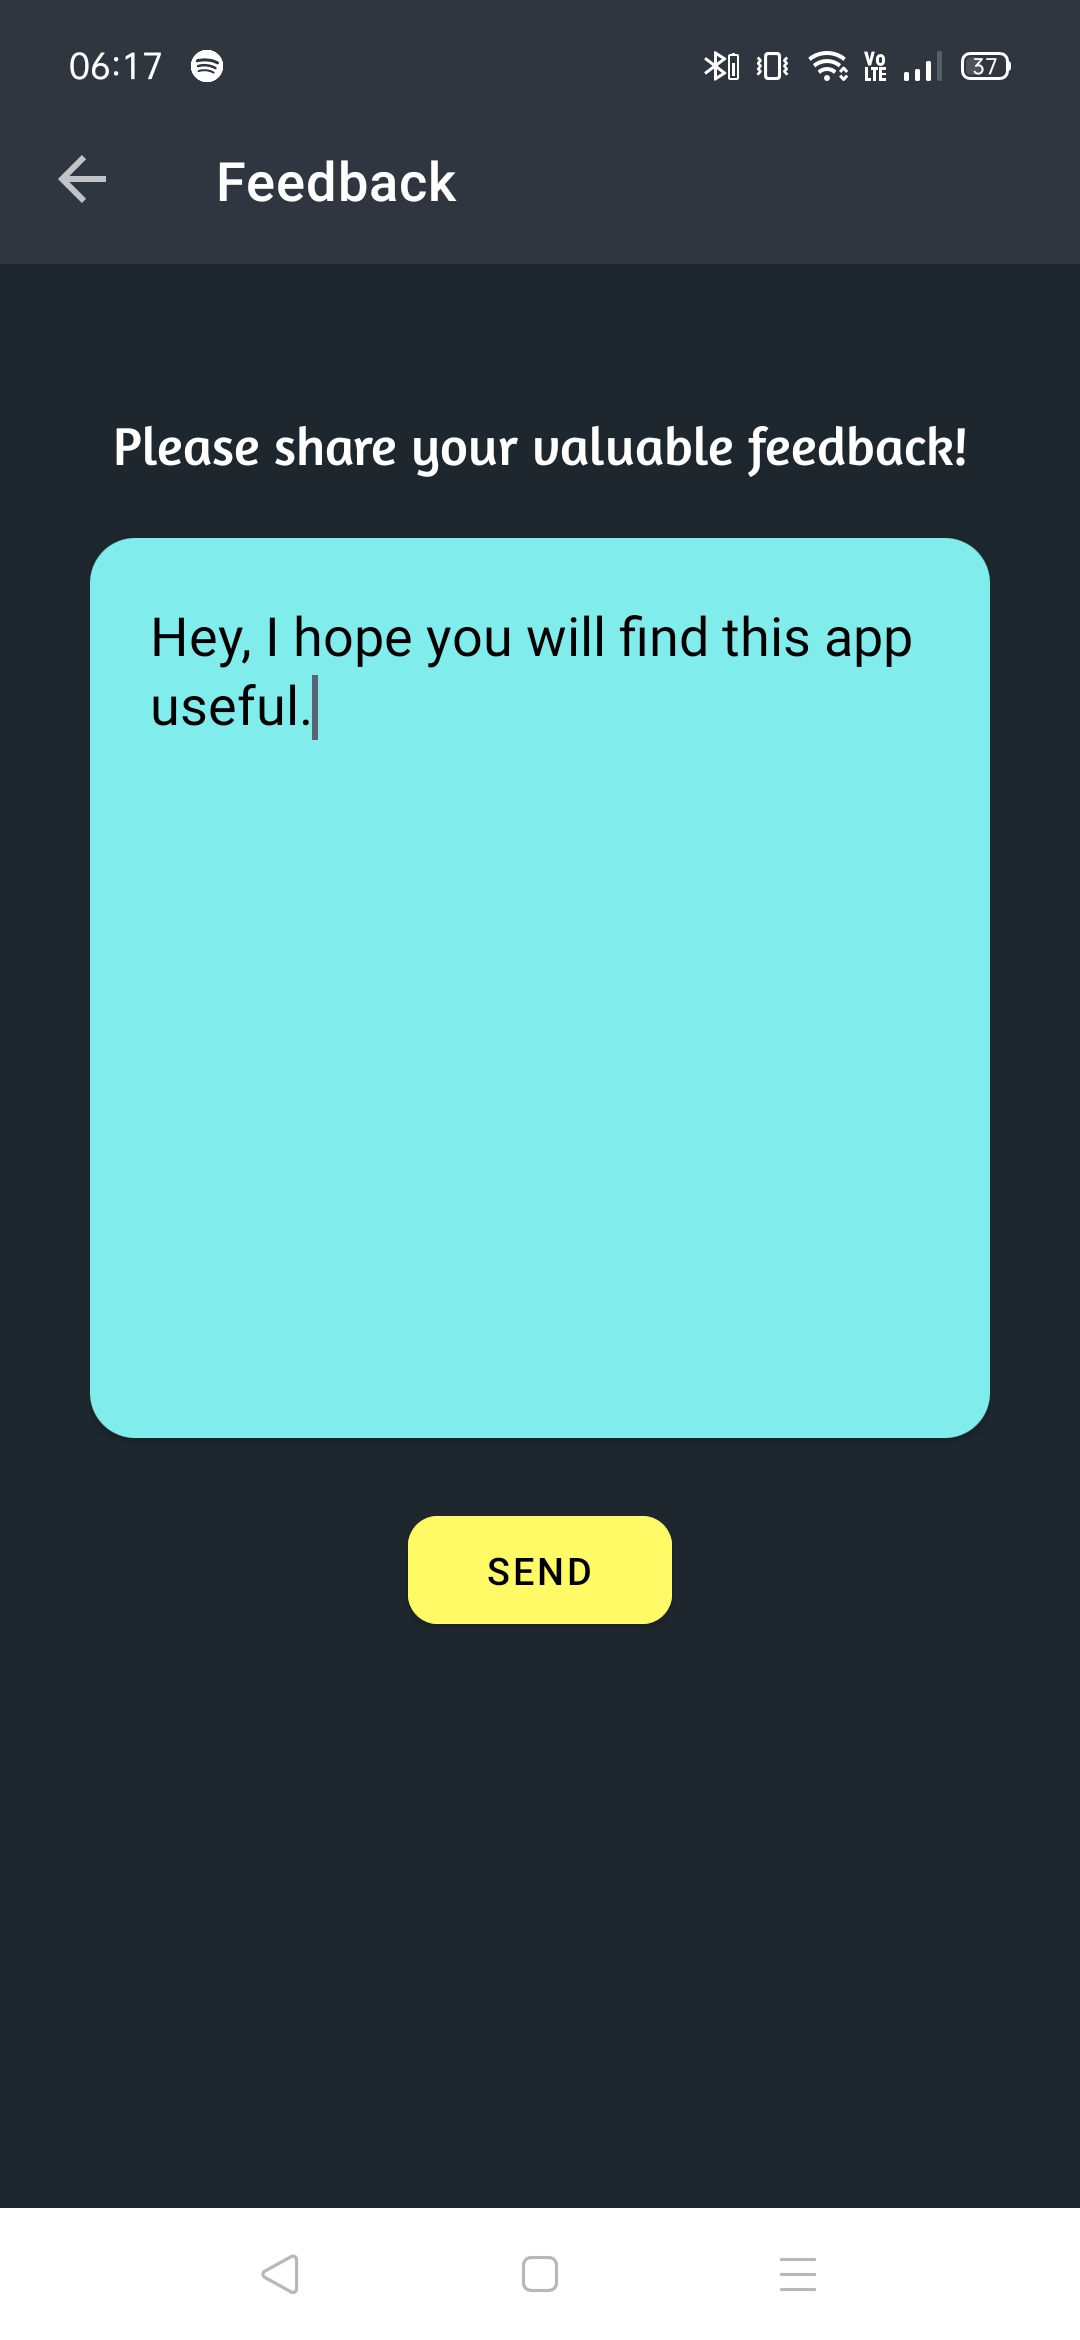 06:17
Vo
LTE
37
Feedback
Please share your valuable feedback!
Hey, I hope you will find this app
useful.
SEND